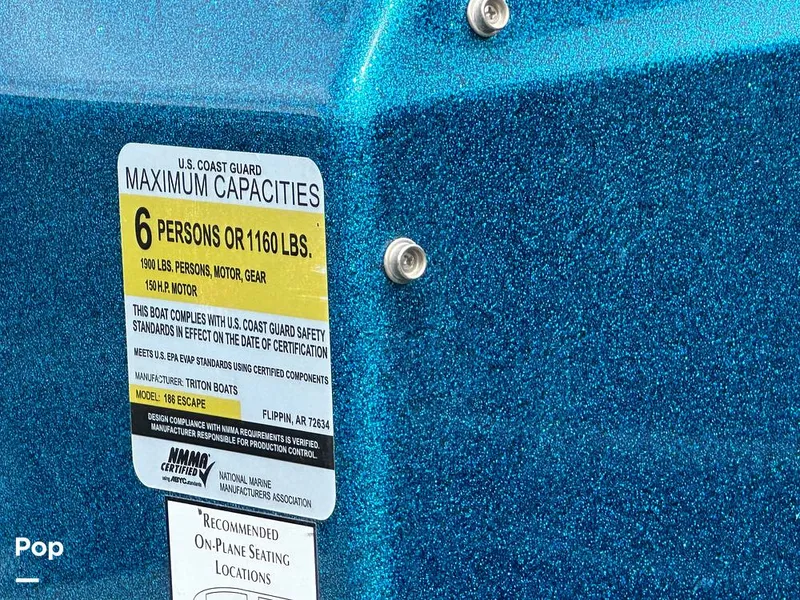 U.S. COAST GUARD
MAXIMUM CAPACITIES
6 PERSONS OR 1160 LBS.
1900 LBS. PERSONS, MOTOR, GEAR
150 H.P. MOTOR
THIS BOAT COMPLIES WITH U.S. COAST GUARD SAFETY
STANDARDS IN EFFECT ON THE DATE OF CERTIFICATION
MEETS U.S. EPA EVAP STANDARDS USING CERTIFIED COMPONENTS
MANUFACTURER: TRITON BOATS
MODEL: 186 ESCAPE
FLIPPIN, AR 72634
DESIGN COMPLIANCE WITH NMMA REQUIREMENTS IS VERIFIED.
MANUFACTURER RESPONSIBLE FOR PRODUCTION CONTROL.
NMMA
CERTIFIED
using ABYC standards
NATIONAL MARINE
MANUFACTURERS ASSOCIATION
*RECOMMENDED
ON-PLANE SEATING
LOCATIONS
Pop